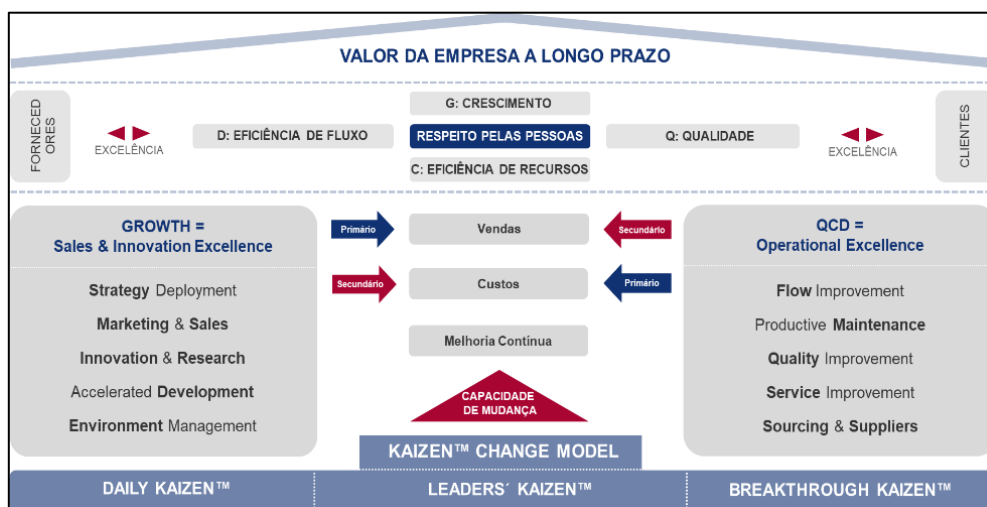 VALOR DA EMPRESA A LONGO PRAZO
FORNECED
ORES
EXCELÊNCIA
D: EFICIÊNCIA DE FLUXO
G: CRESCIMENTO
RESPEITO PELAS PESSOAS
C: EFICIÊNCIA DE RECURSOS
Q: QUALIDADE
EXCELÊNCIA
CLIENTES
GROWTH =
Sales & Innovation Excellence
Strategy Deployment
Marketing & Sales
Innovation & Research
Accelerated Development
Environment Management
Primário
Vendas
Secundário
Secundário
Custos
Primário
Melhoria Contínua
CAPACIDADE
DE MUDANÇA
QCD =
Operational Excellence
Flow Improvement
Productive Maintenance
Quality Improvement
Service Improvement
Sourcing & Suppliers
KAIZEN™ CHANGE MODEL
DAILY KAIZEN™
LEADERS´ KAIZEN™
BREAKTHROUGH KAIZEN™